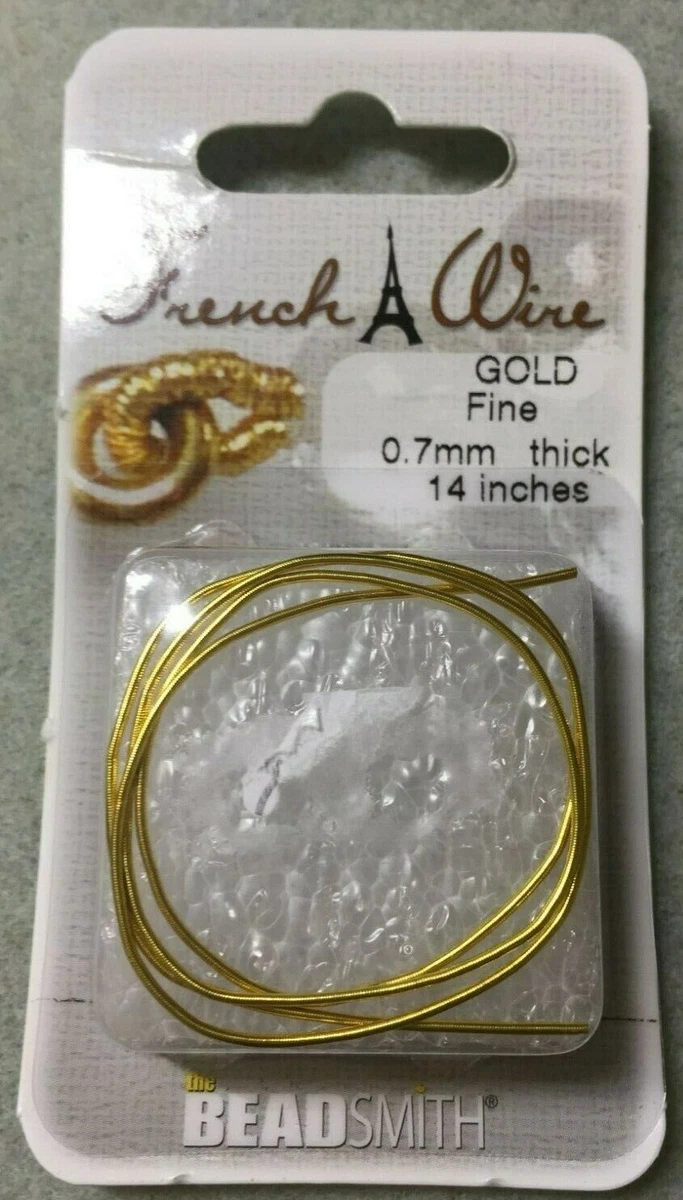 French Wire
GOLD
Fine
0.7mm thick
14 inches
the
BEADSMITH®